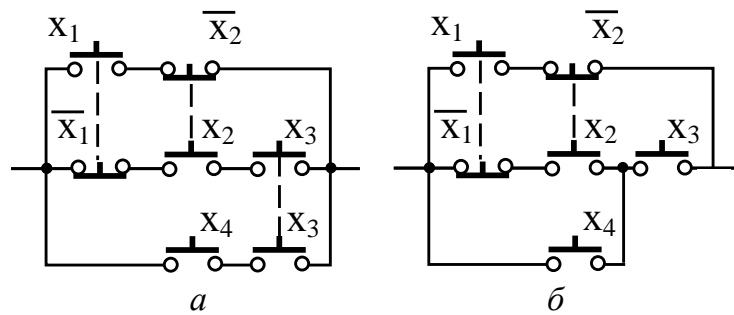 x₁ x̅₂ x₁ x̅₂
x̅₁ x₂ x₃ x̅₁ x₂ x₃
x₄ x₃ x₄
а б